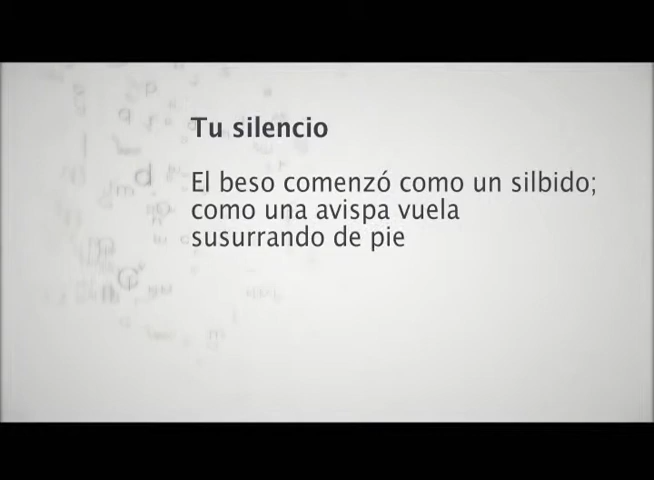 Tu silencio
El beso comenzó como un silbido;
como una avispa vuela
susurrando de pie